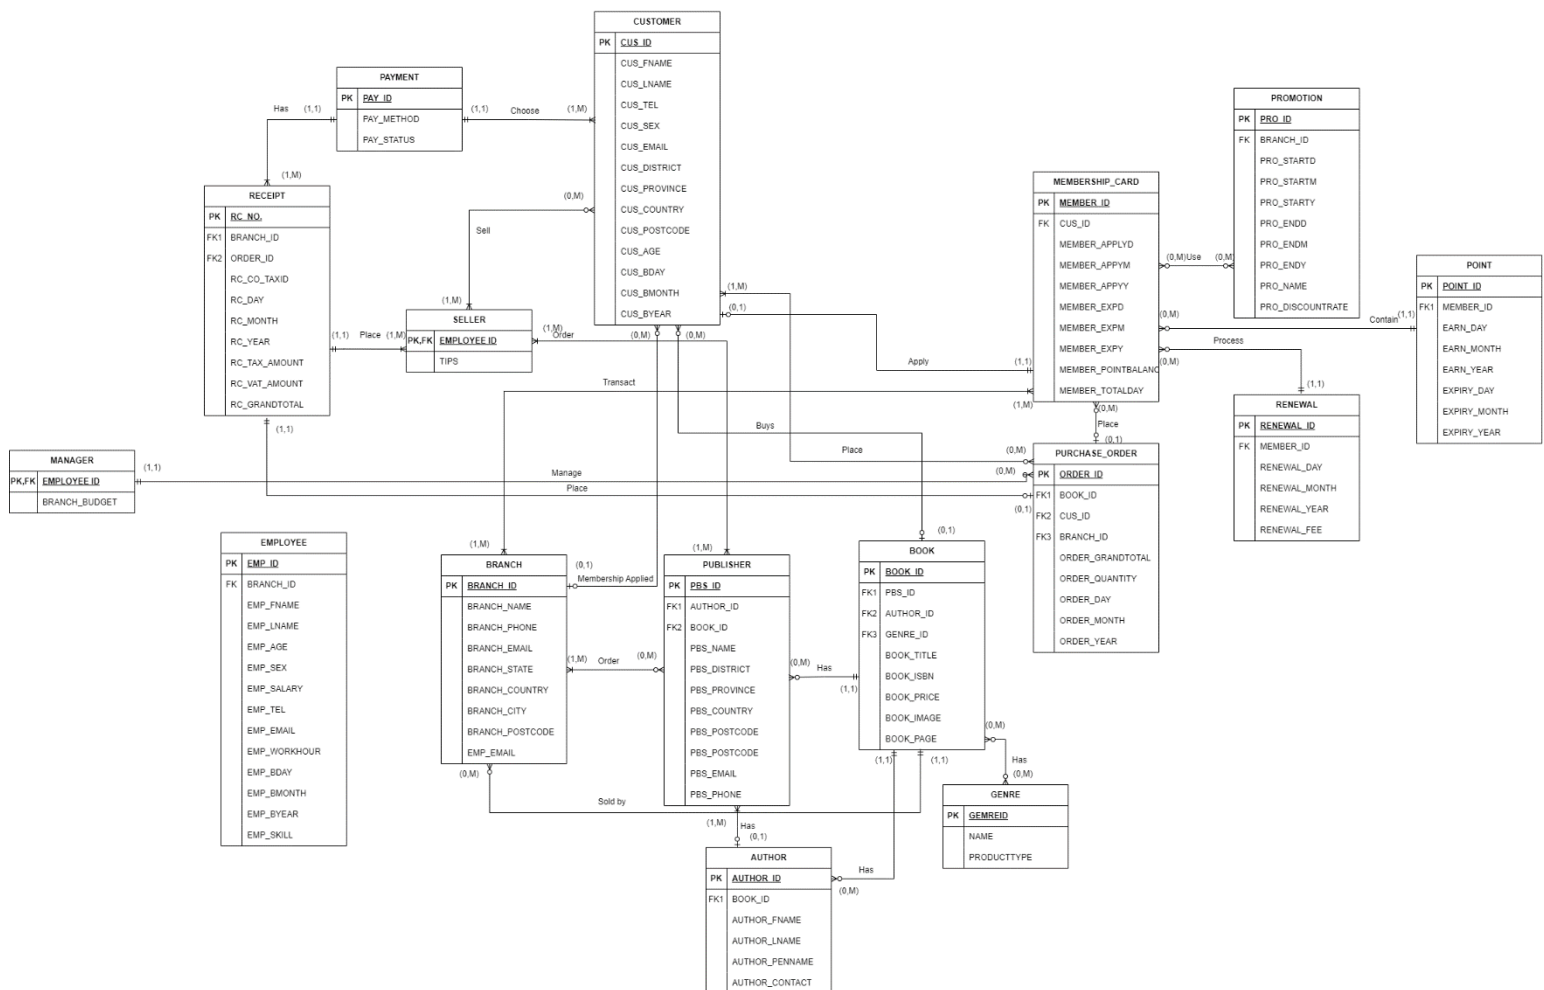 CUSTOMER
PK CUS_ID
CUS_FNAME
CUS_LNAME
CUS_TEL
CUS_SEX
CUS_EMAIL
CUS_DISTRICT
CUS_PROVINCE
CUS_COUNTRY
CUS_POSTCODE
CUS_AGE
CUS_BDAY
CUS_BMONTH
CUS_BYEAR
PAYMENT
PK PAY_ID
PAY_METHOD
PAY_STATUS
Has
(1,1)
(1,M)
(1,1)
Choose
(1,M)
RECEIPT
PK RC_NO.
FK1 BRANCH_ID
FK2 ORDER_ID
RC_CO_TAXID
RC_DAY
RC_MONTH
RC_YEAR
RC_TAX_AMOUNT
RC_VAT_AMOUNT
RC_GRANDTOTAL
(0,M)
Sell
(1,M)
SELLER
PK,FK EMPLOYEE ID
TIPS
(1,1)
Place
(1,M)
(1,M)
Order
(0,M)
(0,M)
(1,M)
(0,1)
PROMOTION
PK PRO_ID
FK BRANCH_ID
PRO_STARTD
PRO_STARTM
PRO_STARTY
PRO_ENDD
PRO_ENDM
PRO_ENDY
PRO_NAME
PRO_DISCOUNTRATE
MEMBERSHIP_CARD
PK MEMBER_ID
FK CUS_ID
MEMBER_APPLYD
MEMBER_APPYM
MEMBER_APPYY
MEMBER_EXPD
MEMBER_EXPM
MEMBER_EXPY
MEMBER_POINTBALANC
MEMBER_TOTALDAY
(0,M)Use
(0,M)
POINT
PK POINT_ID
FK1 MEMBER_ID
EARN_DAY
EARN_MONTH
EARN_YEAR
EXPIRY_DAY
EXPIRY_MONTH
EXPIRY_YEAR
(0,M)
Contain
(1,1)
Process
(0,M)
(1,1)
RENEWAL
PK RENEWAL_ID
FK MEMBER_ID
RENEWAL_DAY
RENEWAL_MONTH
RENEWAL_YEAR
RENEWAL_FEE
Apply
(1,1)
Transact
(1,M)
(0,M)
Place
(0,1)
Buys
Place
(0,M)
PURCHASE_ORDER
PK ORDER_ID
FK1 BOOK_ID
FK2 CUS_ID
FK3 BRANCH_ID
ORDER_GRANDTOTAL
ORDER_QUANTITY
ORDER_DAY
ORDER_MONTH
ORDER_YEAR
(1,1)
MANAGER
PK,FK EMPLOYEE ID
BRANCH_BUDGET
(1,1)
Manage
(0,M)
Place
(0,1)
EMPLOYEE
PK EMP_ID
FK BRANCH_ID
EMP_FNAME
EMP_LNAME
EMP_AGE
EMP_SEX
EMP_SALARY
EMP_TEL
EMP_EMAIL
EMP_WORKHOUR
EMP_BDAY
EMP_BMONTH
EMP_BYEAR
EMP_SKILL
(1,M)
BRANCH
PK BRANCH_ID
BRANCH_NAME
BRANCH_PHONE
BRANCH_EMAIL
BRANCH_STATE
BRANCH_COUNTRY
BRANCH_CITY
BRANCH_POSTCODE
EMP_EMAIL
(0,1)
Membership Applied
(1,M)
Order
(0,M)
(1,M)
PUBLISHER
PK PBS_ID
FK1 AUTHOR_ID
FK2 BOOK_ID
PBS_NAME
PBS_DISTRICT
PBS_PROVINCE
PBS_COUNTRY
PBS_POSTCODE
PBS_POSTCODE
PBS_EMAIL
PBS_PHONE
(0,1)
BOOK
PK BOOK_ID
FK1 PBS_ID
FK2 AUTHOR_ID
FK3 GENRE_ID
BOOK_TITLE
BOOK_ISBN
BOOK_PRICE
BOOK_IMAGE
BOOK_PAGE
(0,M)
Has
(1,1)
(0,M)
Has
(0,M)
GENRE
PK GEMREID
NAME
PRODUCTTYPE
(0,M)
Sold by
(1,1)
(1,1)
(1,M)
Has
(0,1)
AUTHOR
PK AUTHOR_ID
FK1 BOOK_ID
AUTHOR_FNAME
AUTHOR_LNAME
AUTHOR_PENNAME
AUTHOR_CONTACT
Has
(0,M)